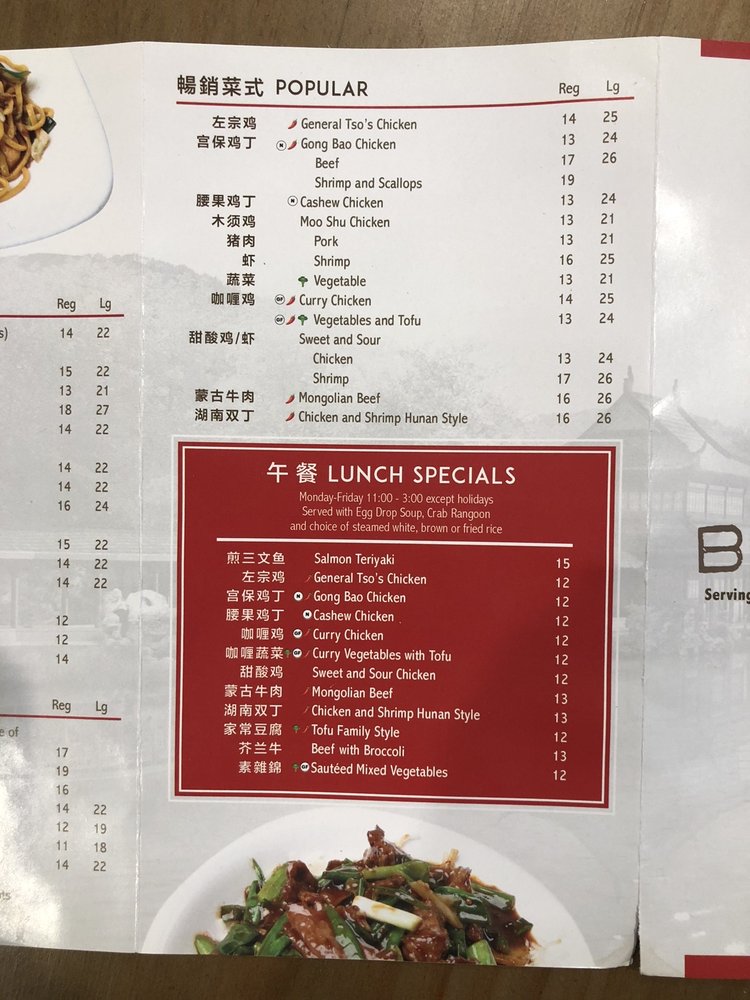 暢銷菜式 POPULAR Reg Lg
左宗鸡 General Tso's Chicken 14 25
宫保鸡丁 N Gong Bao Chicken 13 24
Beef 17 26
Shrimp and Scallops 19
腰果鸡丁 N Cashew Chicken 13 24
木须鸡 Moo Shu Chicken 13 21
猪肉 Pork 13 21
虾 Shrimp 16 25
蔬菜 Vegetable 13 21
咖喱鸡 GF Curry Chicken 14 25
GF Vegetables and Tofu 13 24
甜酸鸡/虾 Sweet and Sour
Chicken 13 24
Shrimp 17 26
蒙古牛肉 Mongolian Beef 16 26
湖南双丁 Chicken and Shrimp Hunan Style 16 26
午餐 LUNCH SPECIALS
Monday-Friday 11:00 - 3:00 except holidays
Served with Egg Drop Soup, Crab Rangoon
and choice of steamed white, brown or fried rice
煎三文鱼 Salmon Teriyaki 15
左宗鸡 General Tso's Chicken 12
宫保鸡丁 N Gong Bao Chicken 12
腰果鸡丁 N Cashew Chicken 12
咖喱鸡 GF Curry Chicken 12
咖喱蔬菜 GF Curry Vegetables with Tofu 12
甜酸鸡 Sweet and Sour Chicken 12
蒙古牛肉 Mongolian Beef 13
湖南双丁 Chicken and Shrimp Hunan Style 13
家常豆腐 Tofu Family Style 12
芥兰牛 Beef with Broccoli 13
素雜錦 GF Sautéed Mixed Vegetables 12
Reg Lg
s) 14 22
15 22
13 21
18 27
14 22
14 22
14 22
16 24
15 22
14 22
14 22
12
12
14
Reg Lg
e of
17
19
16
14 22
12 19
11 18
14 22
B
Serving